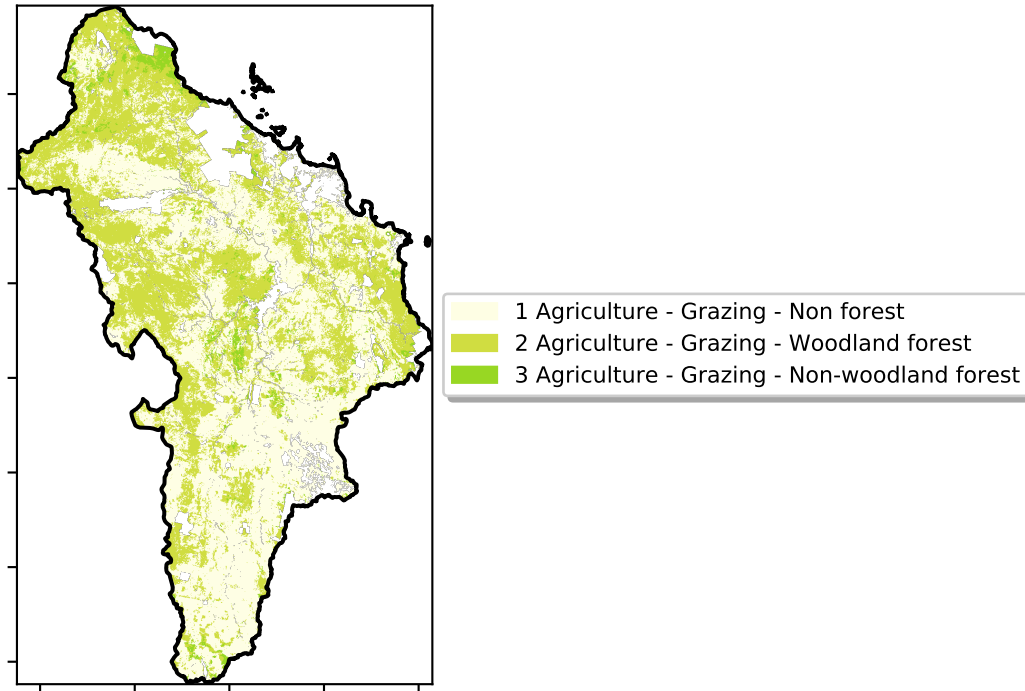 1 Agriculture - Grazing - Non forest
2 Agriculture - Grazing - Woodland forest
3 Agriculture - Grazing - Non-woodland forest